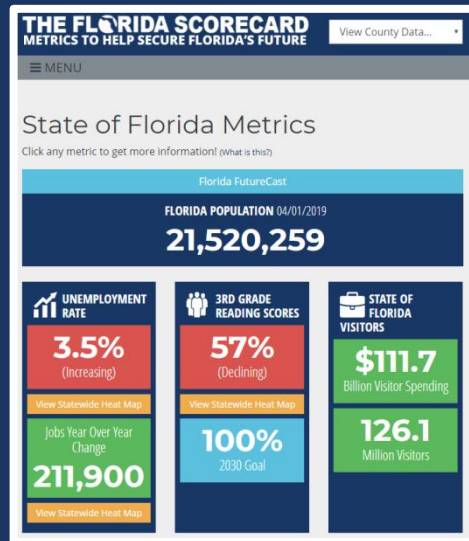 THE FLORIDA SCORECARD
METRICS TO HELP SECURE FLORIDA'S FUTURE
View County Data...
MENU
State of Florida Metrics
Click any metric to get more information! (What is this?)
Florida FutureCast
FLORIDA POPULATION 04/01/2019
21,520,259
UNEMPLOYMENT
RATE
3.5%
(Increasing)
View Statewide Heat Map
Jobs Year Over Year
Change
211,900
View Statewide Heat Map
3RD GRADE
READING SCORES
57%
(Declining)
View Statewide Heat Map
100%
2030 Goal
STATE OF
FLORIDA
VISITORS
$111.7
Billion Visitor Spending
126.1
Million Visitors